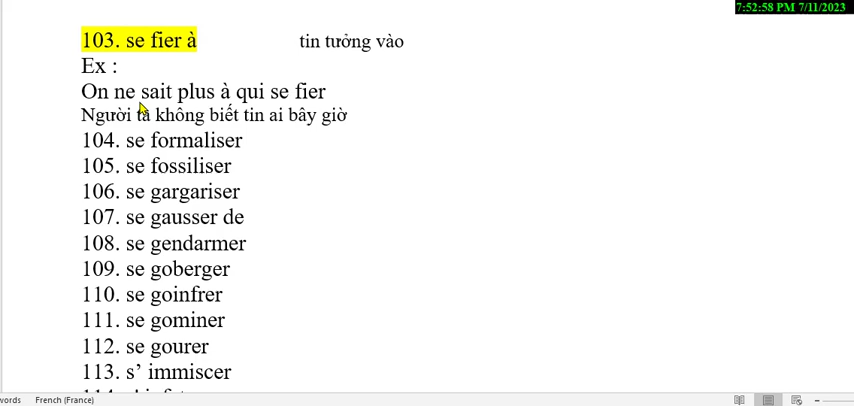 7:52:58 PM 7/11/2023
103. se fier à tin tưởng vào
Ex :
On ne sait plus à qui se fier
Người ta không biết tin ai bây giờ
104. se formaliser
105. se fossiliser
106. se gargariser
107. se gausser de
108. se gendarmer
109. se goberger
110. se goinfrer
111. se gominer
112. se gourer
113. s’ immiscer
words French (France)